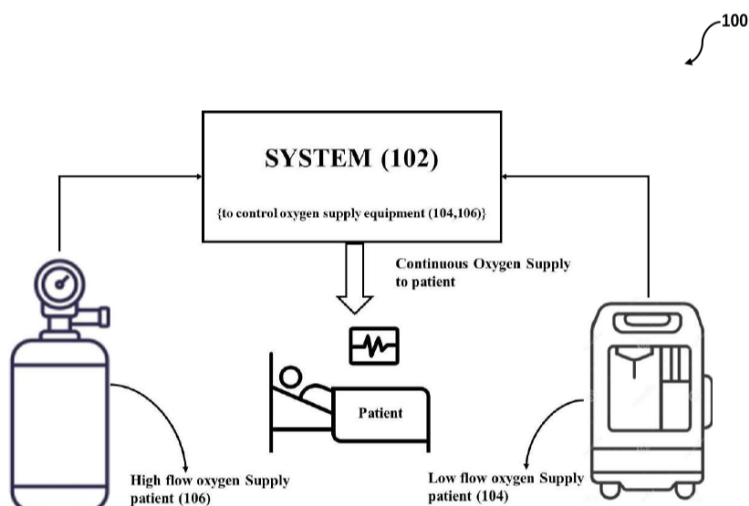 100
SYSTEM (102)
{to control oxygen supply equipment (104,106)}
Continuous Oxygen Supply
to patient
Patient
High flow oxygen Supply
patient (106)
Low flow oxygen Supply
patient (104)